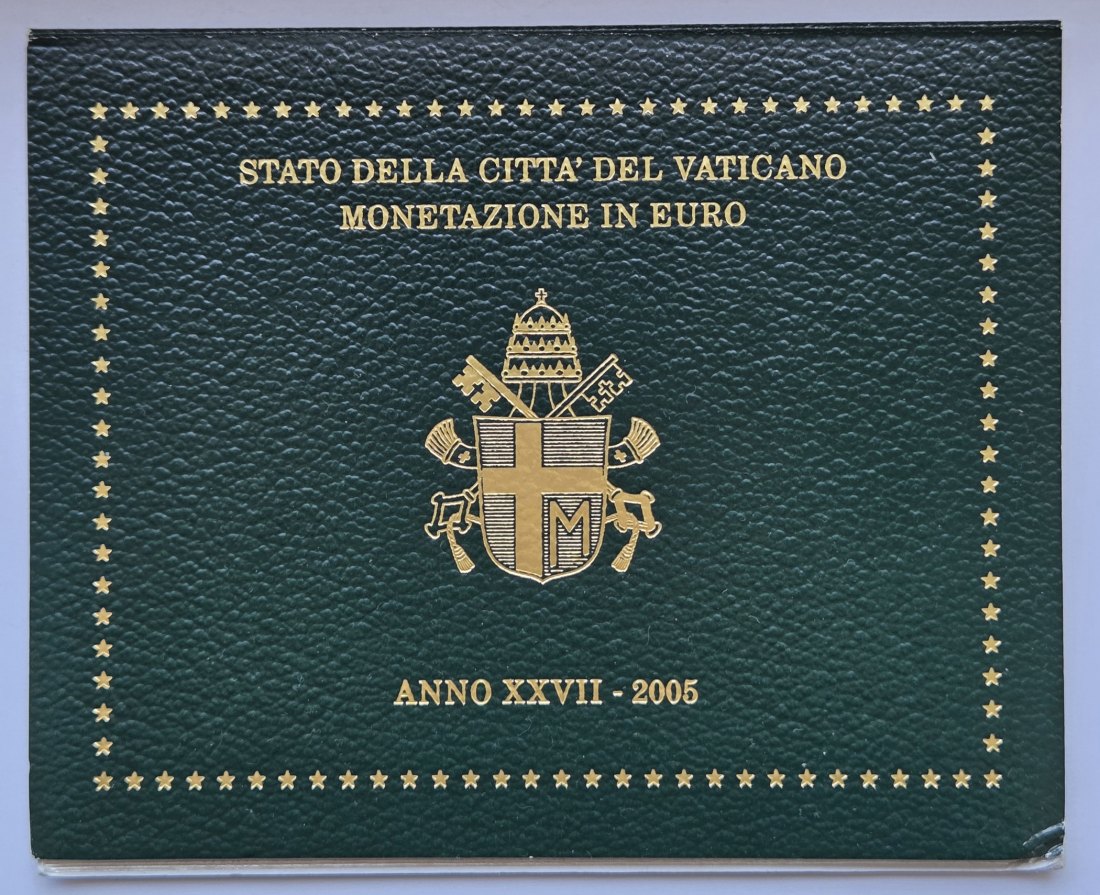 STATO DELLA CITTA' DEL VATICANO
MONETAZIONE IN EURO
M
ANNO XXVII - 2005